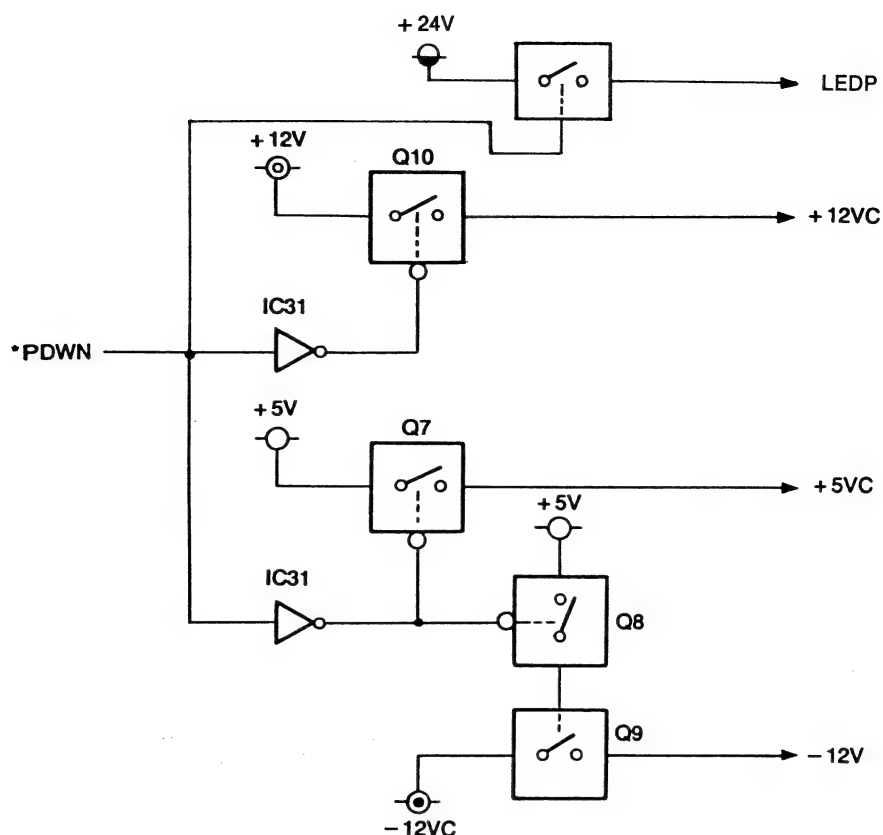 +24V
LEDP
+12V
Q10
+12VC
IC31
*PDWN
+5V
Q7
+5VC
+5V
IC31
Q8
Q9
-12V
-12VC